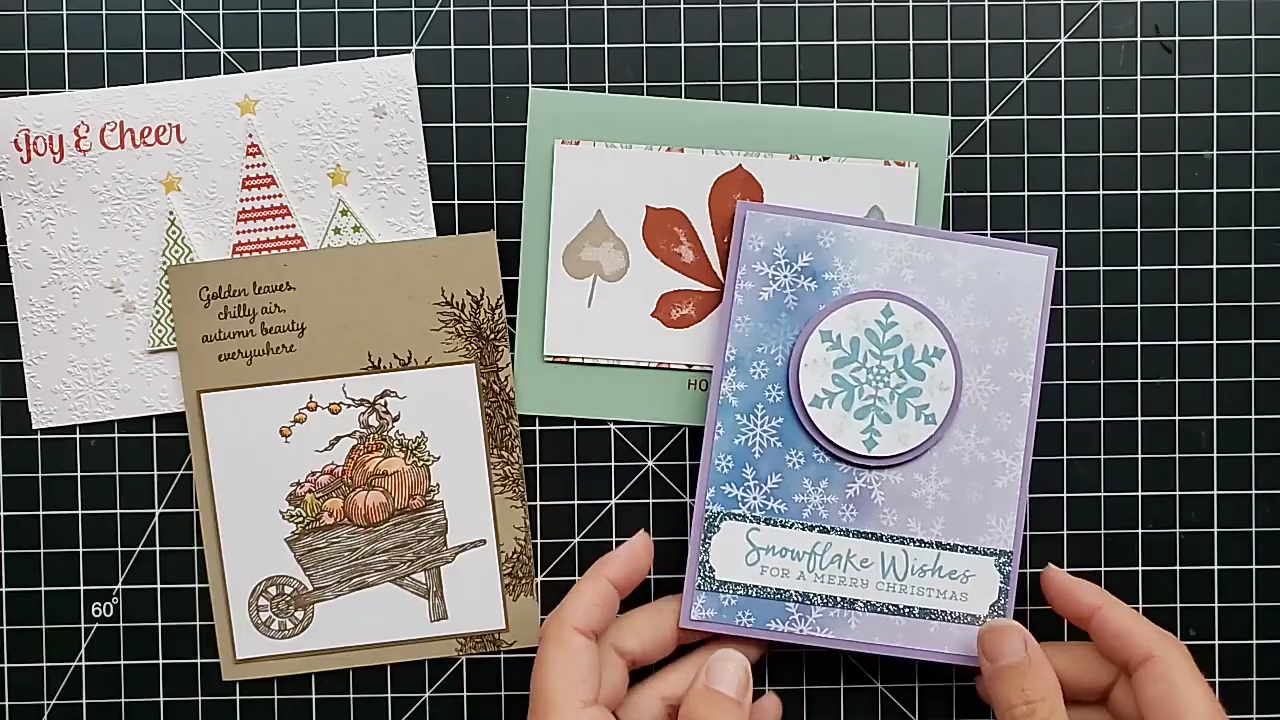 Joy & Cheer
Golden leaves,
chilly air,
autumn beauty
everywhere
HO
Snowflake Wishes
FOR A MERRY CHRISTMAS
60°